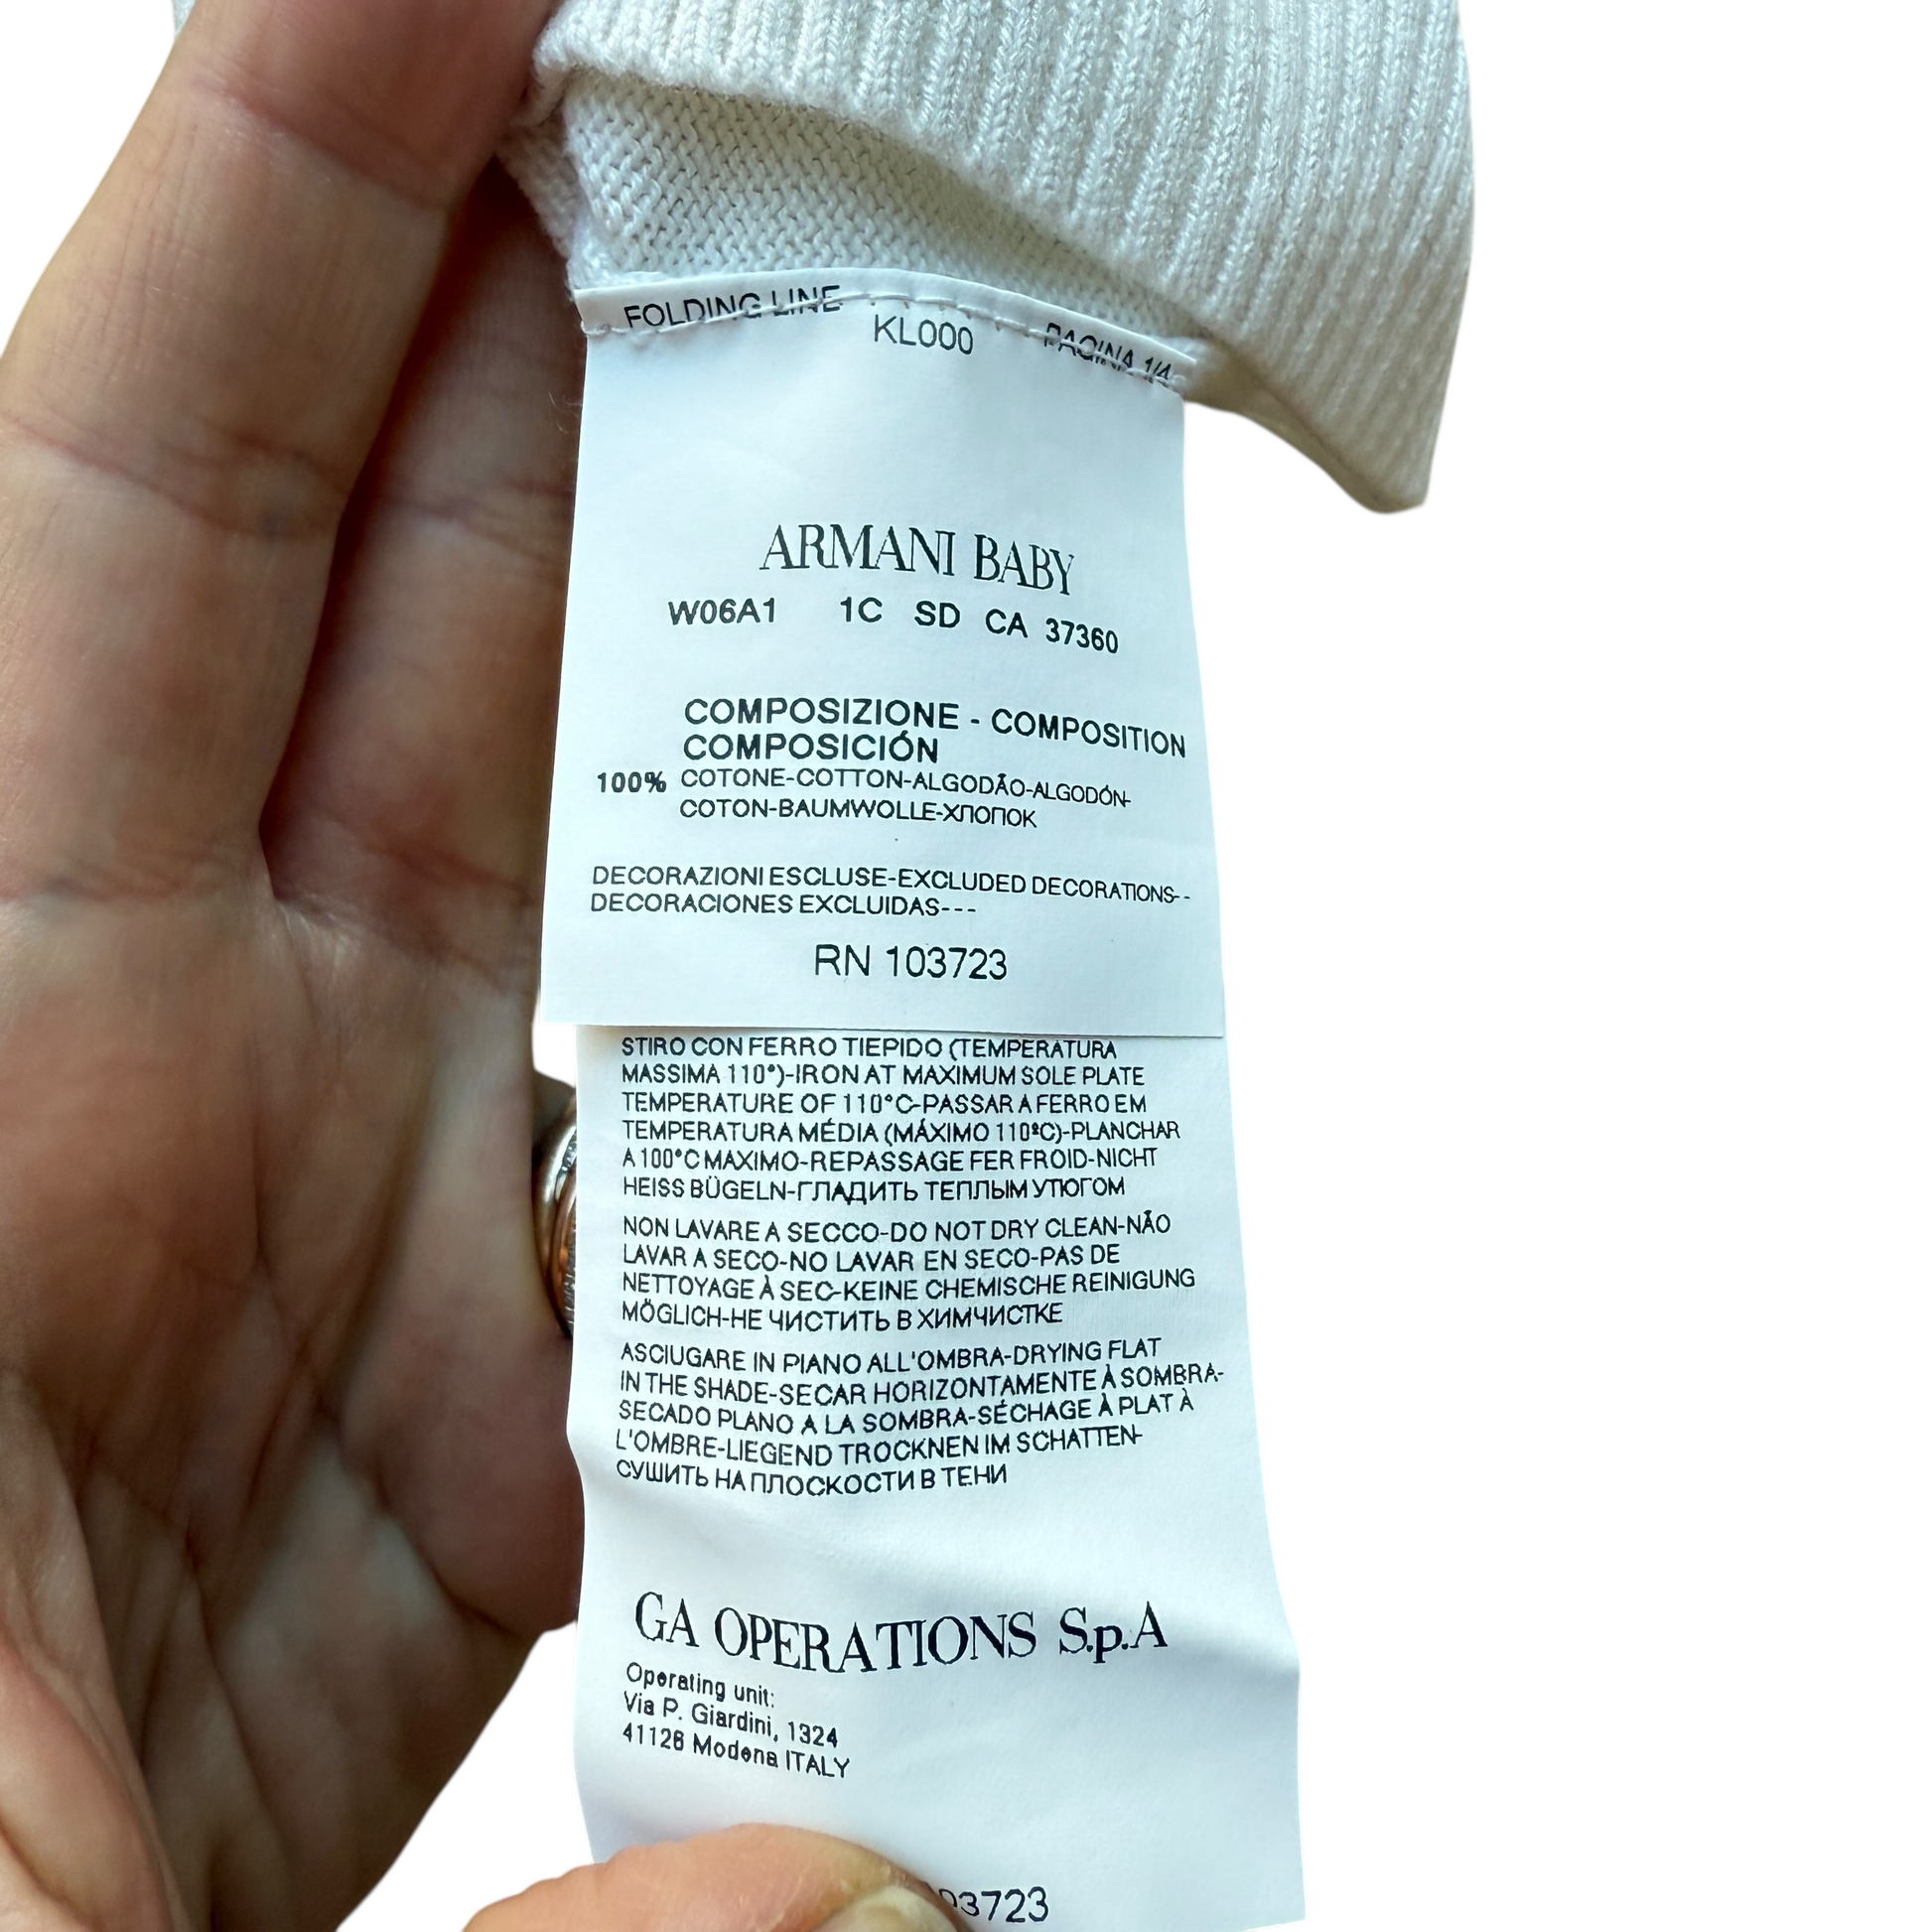 FOLDING LINE
KL000
PAGINA 1/4
ARMANI BABY
W06A1 1C SD CA 37360
COMPOSIZIONE - COMPOSITION
COMPOSICIÓN
100% COTONE-COTTON-ALGODÃO-ALGODÓN-
COTON-BAUMWOLLE-ХЛОПОК
DECORAZIONI ESCLUSE-EXCLUDED DECORATIONS--
DECORACIONES EXCLUIDAS---
RN 103723
STIRO CON FERRO TIEPIDO (TEMPERATURA
MASSIMA 110°)-IRON AT MAXIMUM SOLE PLATE
TEMPERATURE OF 110°C-PASSAR A FERRO EM
TEMPERATURA MÉDIA (MÁXIMO 110ºC)-PLANCHAR
A 100°C MAXIMO-REPASSAGE FER FROID-NICHT
HEISS BÜGELN-ГЛАДИТЬ ТЕПЛЫМ УТЮГОМ
NON LAVARE A SECCO-DO NOT DRY CLEAN-NÃO
LAVAR A SECO-NO LAVAR EN SECO-PAS DE
NETTOYAGE À SEC-KEINE CHEMISCHE REINIGUNG
MÖGLICH-НЕ ЧИСТИТЬ В ХИМЧИСТКЕ
ASCIUGARE IN PIANO ALL'OMBRA-DRYING FLAT
IN THE SHADE-SECAR HORIZONTAMENTE À SOMBRA-
SECADO PLANO A LA SOMBRA-SÉCHAGE À PLAT À
L'OMBRE-LIEGEND TROCKNEN IM SCHATTEN-
СУШИТЬ НА ПЛОСКОСТИ В ТЕНИ
GA OPERATIONS S.p.A
Operating unit:
Via P. Giardini, 1324
41126 Modena ITALY
03723